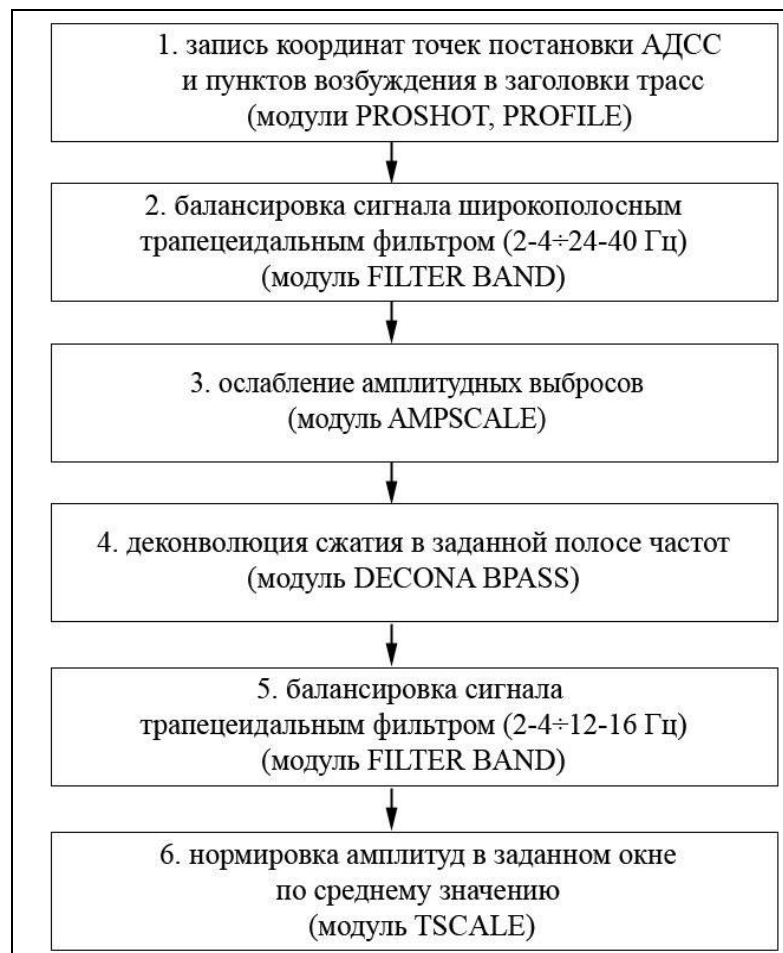 1. запись координат точек постановки АДСС
и пунктов возбуждения в заголовки трасс
(модули PROSHOT, PROFILE)
2. балансировка сигнала широкополосным
трапецеидальным фильтром (2-4÷24-40 Гц)
(модуль FILTER BAND)
3. ослабление амплитудных выбросов
(модуль AMPSCALE)
4. деконволюция сжатия в заданной полосе частот
(модуль DECONA BPASS)
5. балансировка сигнала
трапецеидальным фильтром (2-4÷12-16 Гц)
(модуль FILTER BAND)
6. нормировка амплитуд в заданном окне
по среднему значению
(модуль TSCALE)